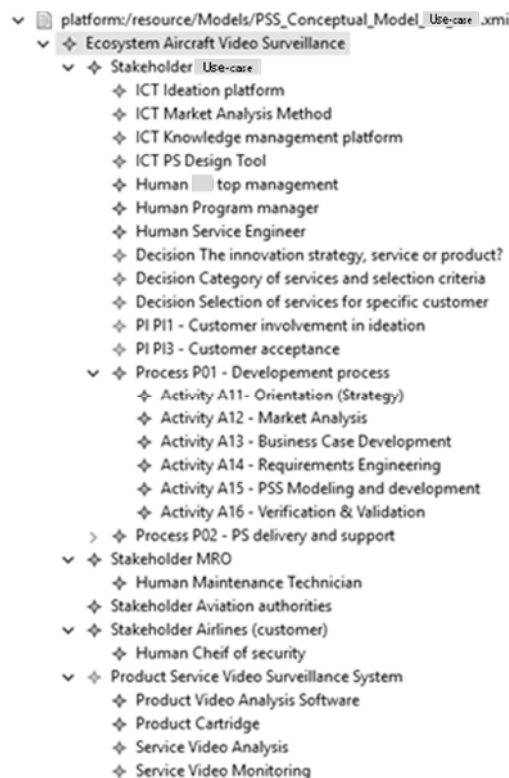 platform:/resource/Models/PSS_Conceptual_Model_ Use-case .xmi
Ecosystem Aircraft Video Surveillance
Stakeholder Use-case
ICT Ideation platform
ICT Market Analysis Method
ICT Knowledge management platform
ICT PS Design Tool
Human top management
Human Program manager
Human Service Engineer
Decision The innovation strategy, service or product?
Decision Category of services and selection criteria
Decision Selection of services for specific customer
PI PI1 - Customer involvement in ideation
PI PI3 - Customer acceptance
Process P01 - Developement process
Activity A11- Orientation (Strategy)
Activity A12 - Market Analysis
Activity A13 - Business Case Development
Activity A14 - Requirements Engineering
Activity A15 - PSS Modeling and development
Activity A16 - Verification & Validation
Process P02 - PS delivery and support
Stakeholder MRO
Human Maintenance Technician
Stakeholder Aviation authorities
Stakeholder Airlines (customer)
Human Cheif of security
Product Service Video Surveillance System
Product Video Analysis Software
Product Cartridge
Service Video Analysis
Service Video Monitoring